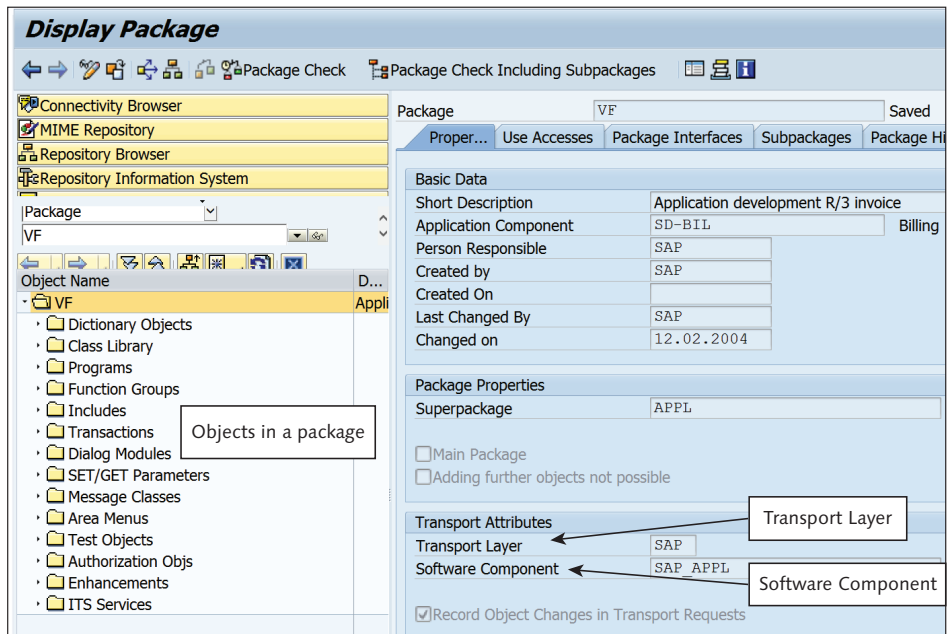 Display Package
Package Check
Package Check Including Subpackages
Connectivity Browser
MIME Repository
Repository Browser
Repository Information System
Package
VF
Object Name D...
VF Appli
Dictionary Objects
Class Library
Programs
Function Groups
Includes
Transactions
Dialog Modules
SET/GET Parameters
Message Classes
Area Menus
Test Objects
Authorization Objs
Enhancements
ITS Services
Objects in a package
Package VF Saved
Proper... Use Accesses Package Interfaces Subpackages Package Hi
Basic Data
Short Description Application development R/3 invoice
Application Component SD-BIL Billing
Person Responsible SAP
Created by SAP
Created On
Last Changed By SAP
Changed on 12.02.2004
Package Properties
Superpackage APPL
Main Package
Adding further objects not possible
Transport Attributes
Transport Layer SAP
Software Component SAP_APPL
Record Object Changes in Transport Requests
Transport Layer
Software Component